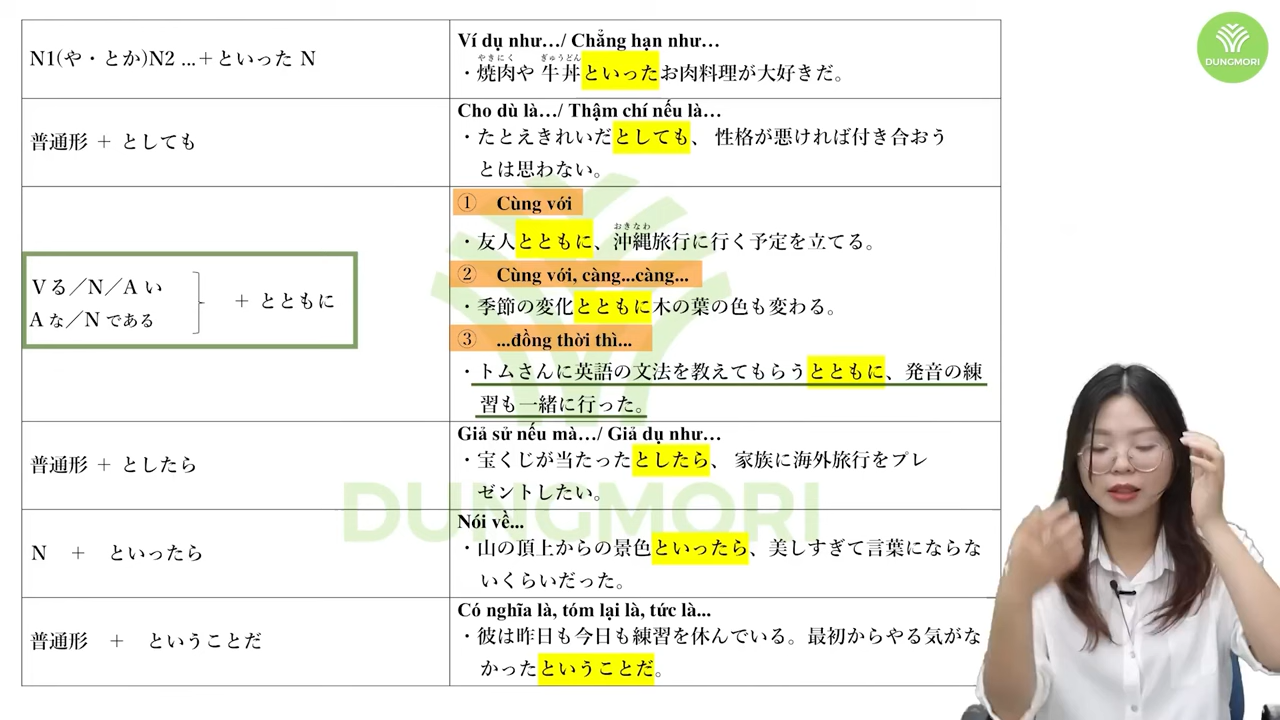 N1(や・とか)N2 ...＋といった N
Ví dụ như…/ Chẳng hạn như…
やきにく ぎゅうどん
・焼肉や 牛丼といったお肉料理が大好きだ。
普通形 ＋ としても
Cho dù là…/ Thậm chí nếu là…
・たとえきれいだとしても、 性格が悪ければ付き合おう
とは思わない。
Vる／N／Aい
Aな／Nである
＋ とともに
① Cùng với
おきなわ
・友人とともに、沖縄旅行に行く予定を立てる。
② Cùng với, càng...càng...
・季節の変化とともに木の葉の色も変わる。
③ ...đồng thời thì...
・トムさんに英語の文法を教えてもらうとともに、発音の練
習も一緒に行った。
普通形 ＋ としたら
Giả sử nếu mà…/ Giả dụ như…
・宝くじが当たったとしたら、 家族に海外旅行をプレ
ゼントしたい。
N ＋ といったら
Nói về...
・山の頂上からの景色といったら、美しすぎて言葉にならな
いくらいだった。
普通形 ＋ ということだ
Có nghĩa là, tóm lại là, tức là...
・彼は昨日も今日も練習を休んでいる。最初からやる気がな
かったということだ。
DUNGMORI
DUNGMORI